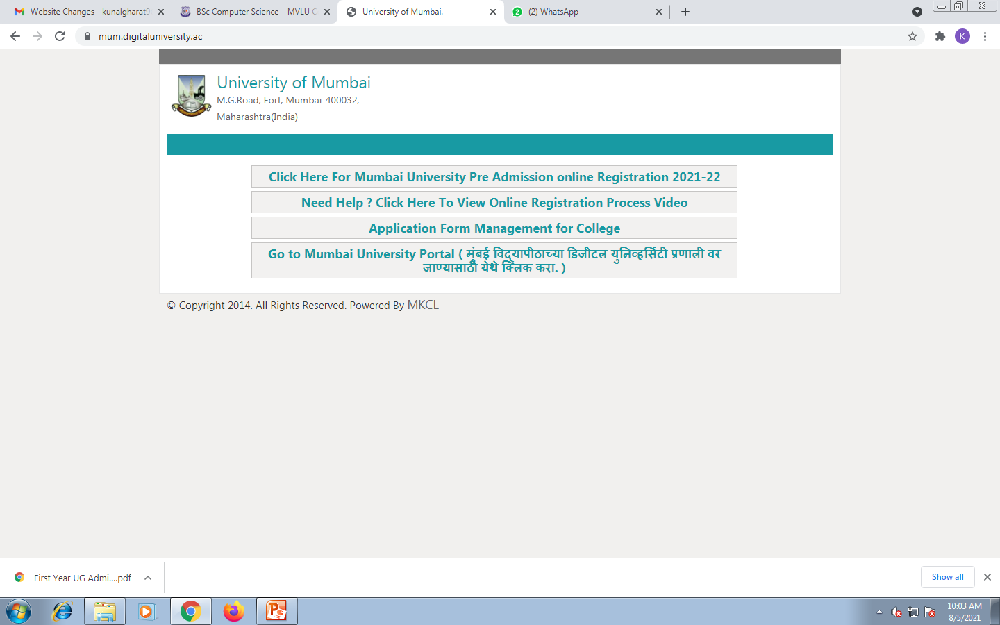 Website Changes - kunalgharat9
BSc Computer Science – MVLU C
University of Mumbai.
2
(2) WhatsApp
mum.digitaluniversity.ac
K
University of Mumbai
M.G.Road, Fort, Mumbai-400032,
Maharashtra(India)
Click Here For Mumbai University Pre Admission online Registration 2021-22
Need Help ? Click Here To View Online Registration Process Video
Application Form Management for College
Go to Mumbai University Portal ( मुंबई विद्यापीठाच्या डिजीटल युनिव्हर्सिटी प्रणाली वर
जाण्यासाठी येथे क्लिक करा. )
© Copyright 2014. All Rights Reserved. Powered By MKCL
First Year UG Admi....pdf
Show all
10:03 AM
8/5/2021